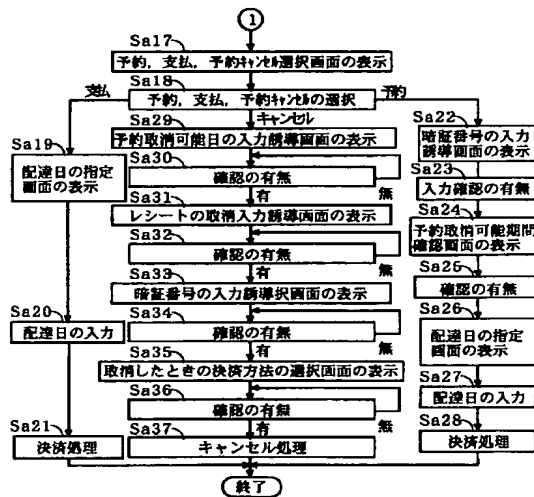 1
Sa17
予約，支払，予約キャンセル選択画面の表示
Sa18
支払
予約，支払，予約キャンセルの選択
予約
キャンセル
Sa29
予約取消可能日の入力誘導画面の表示
Sa30
確認の有無
有
無
Sa31
レシートの取消入力誘導画面の表示
Sa32
確認の有無
有
無
Sa33
暗証番号の入力誘導択画面の表示
Sa34
確認の有無
有
無
Sa35
取消したときの決済方法の選択画面の表示
Sa36
確認の有無
有
無
Sa37
キャンセル処理
Sa19
配達日の指定
画面の表示
Sa20
配達日の入力
Sa21
決済処理
Sa22
暗証番号の入力
誘導画面の表示
Sa23
入力確認の有無
Sa24
予約取消可能期間
確認画面の表示
Sa25
確認の有無
Sa26
配達日の指定
画面の表示
Sa27
配達日の入力
Sa28
決済処理
終了